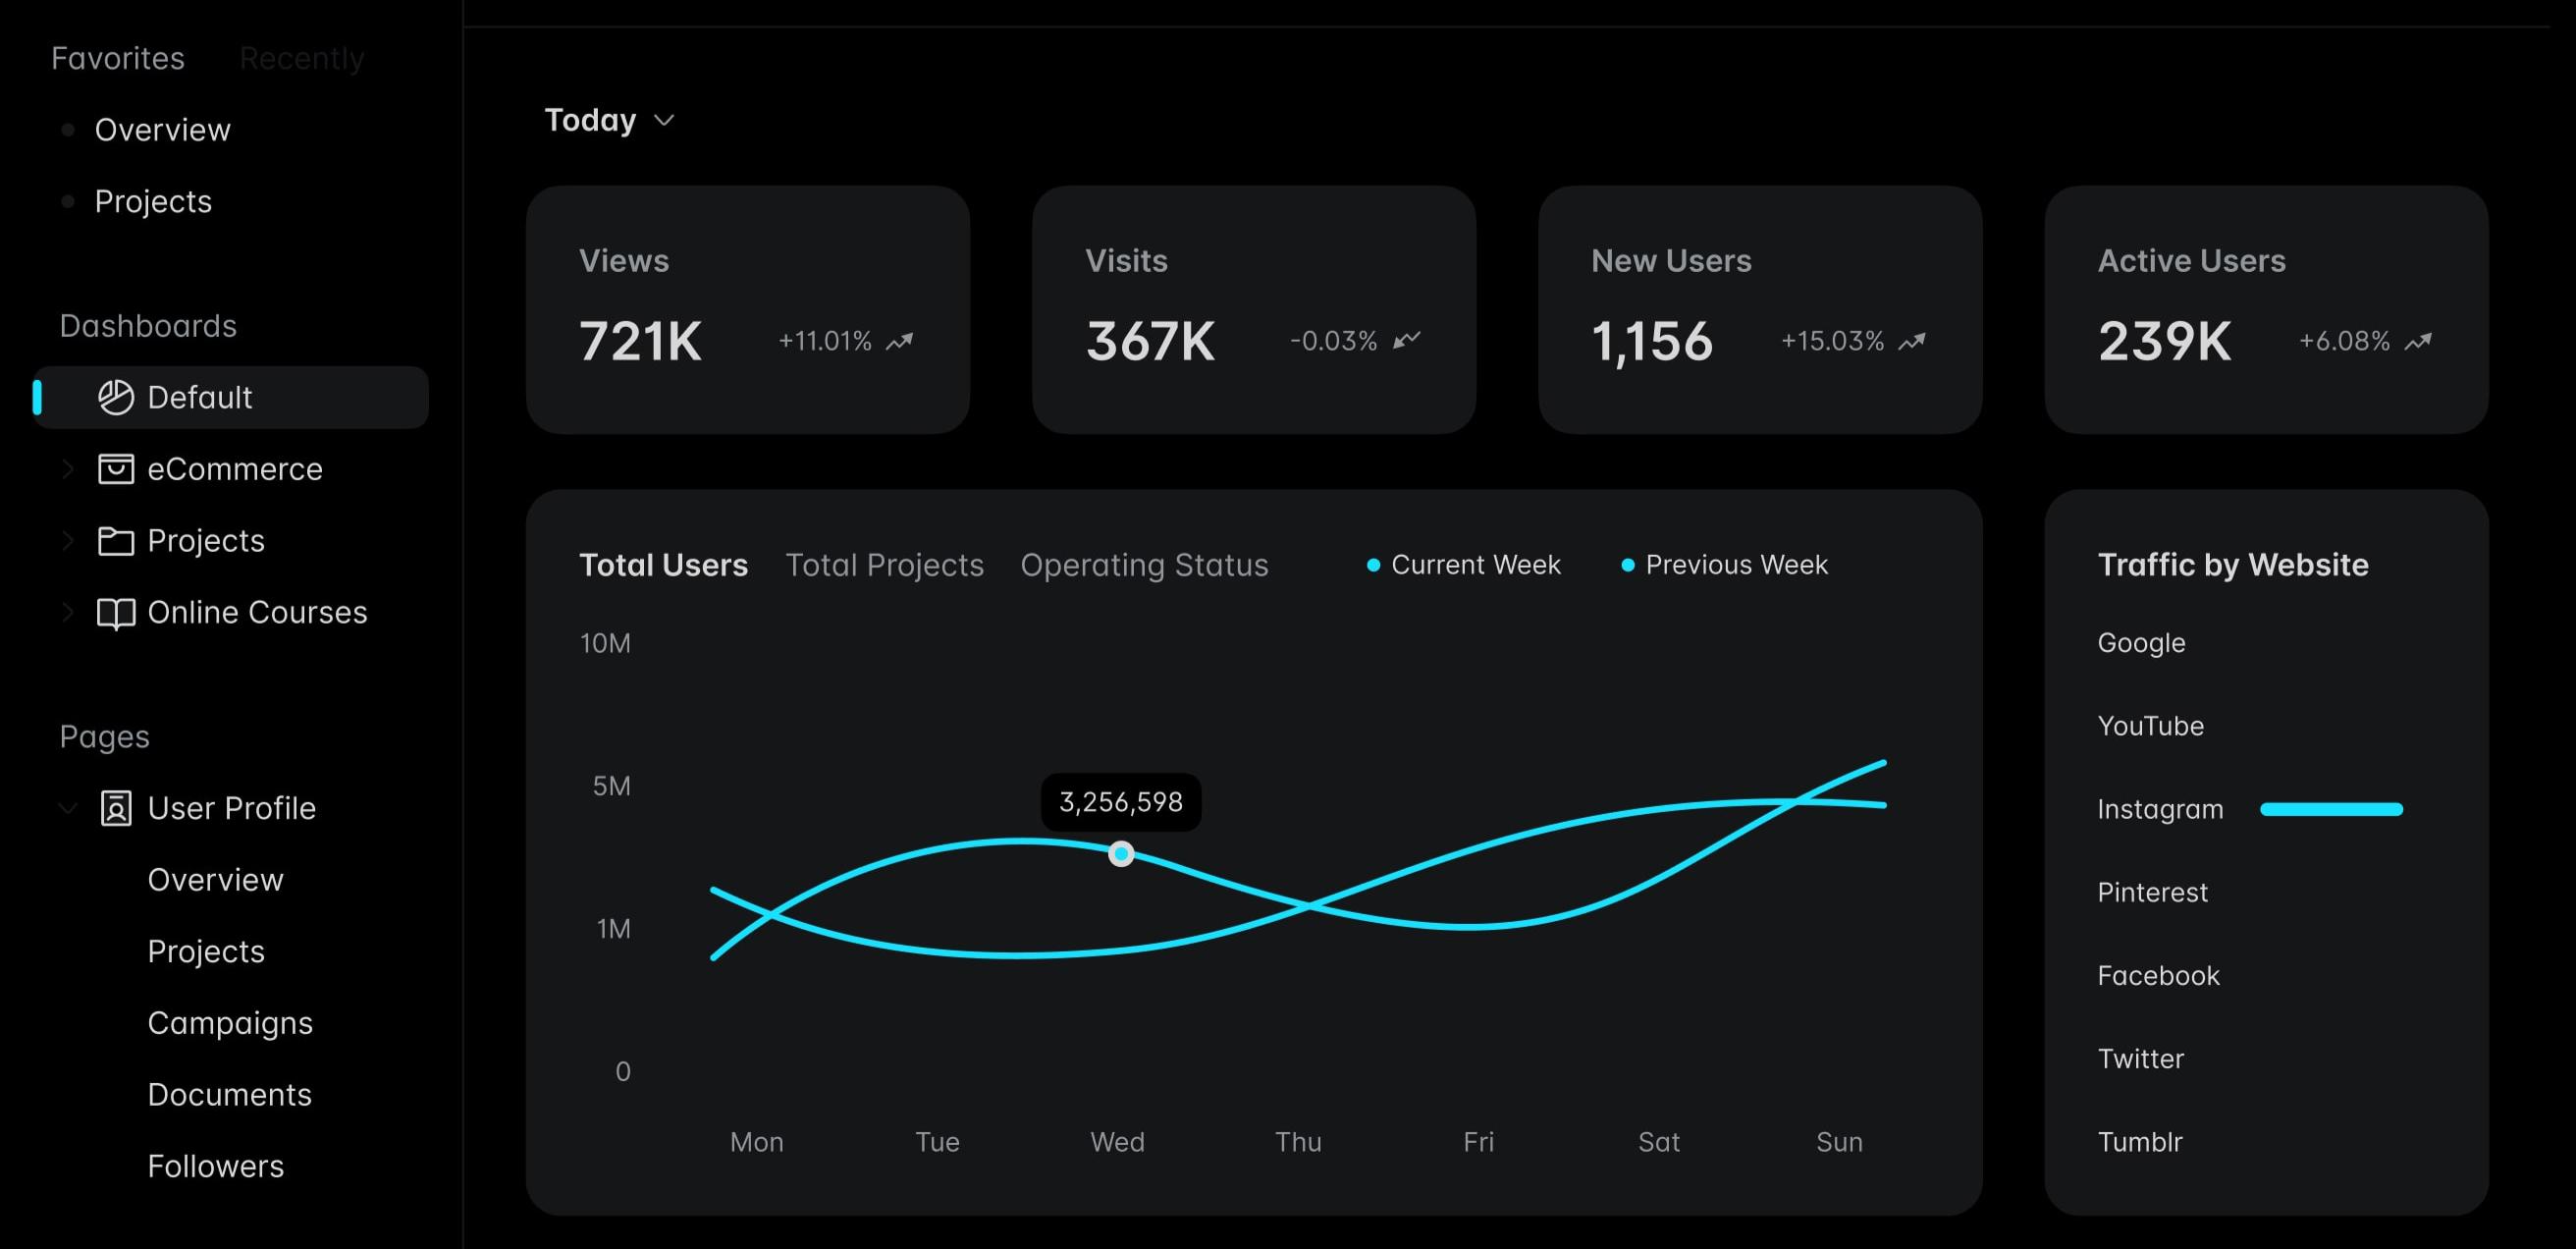 Favorites Recently
Overview
Projects
Dashboards
Default
eCommerce
Projects
Online Courses
Pages
User Profile
Overview
Projects
Campaigns
Documents
Followers
Today
Views
721K +11.01%
Visits
367K -0.03%
New Users
1,156 +15.03%
Active Users
239K +6.08%
Total Users Total Projects Operating Status Current Week Previous Week
10M
5M
1M
0
3,256,598
Mon Tue Wed Thu Fri Sat Sun
Traffic by Website
Google
YouTube
Instagram
Pinterest
Facebook
Twitter
Tumblr